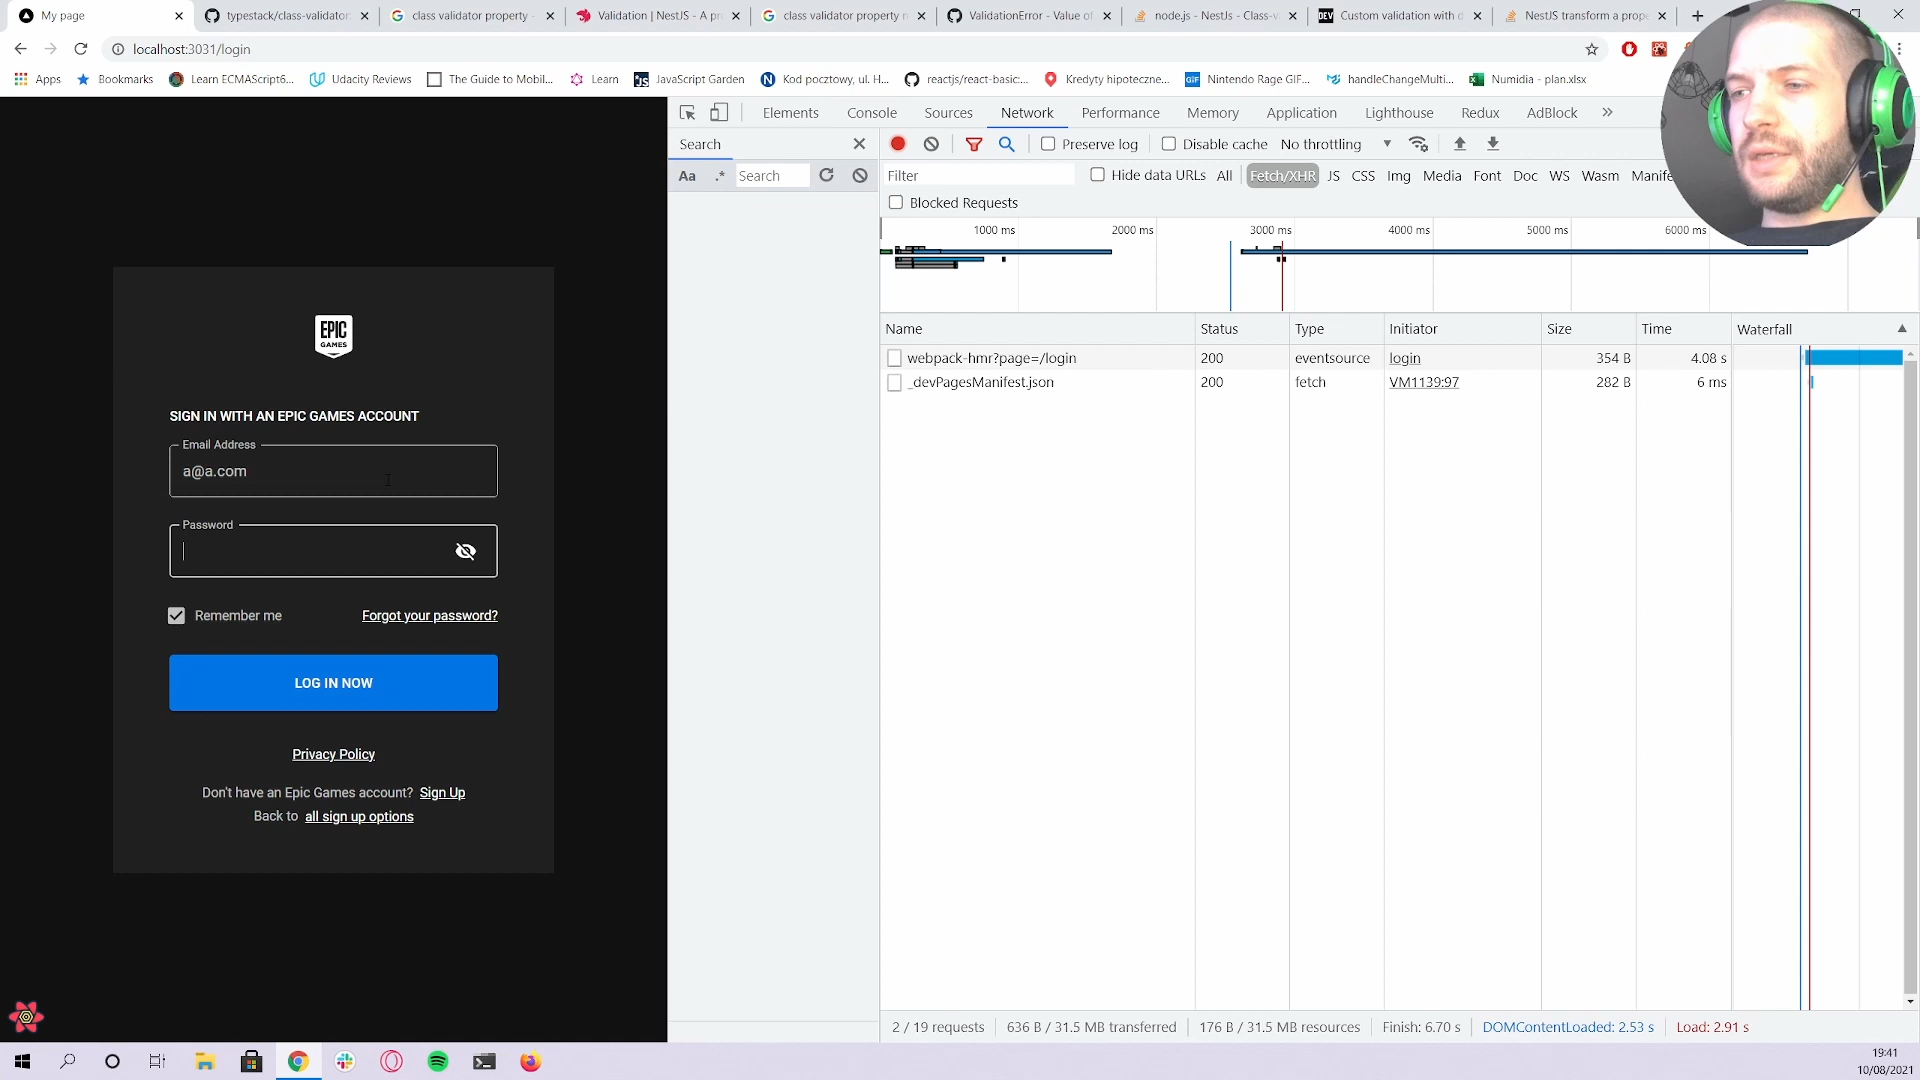 My page
typestack/class-validator:
class validator property -
Validation | NestJS - A pr
class validator property n
ValidationError - Value of
node.js - NestJs - Class-v
DEV
Custom validation with d
NestJS transform a prope
localhost:3031/login
Apps
Bookmarks
Learn ECMAScript6...
Udacity Reviews
The Guide to Mobil...
Learn
JS
JavaScript Garden
N
Kod pocztowy, ul. H...
reactjs/react-basic:...
Kredyty hipoteczne...
GIF
Nintendo Rage GIF...
handleChangeMulti...
Numidia - plan.xlsx
Elements
Console
Sources
Network
Performance
Memory
Application
Lighthouse
Redux
AdBlock
Search
Preserve log
Disable cache
No throttling
Aa
.*
Search
Filter
Hide data URLs
All
Fetch/XHR
JS
CSS
Img
Media
Font
Doc
WS
Wasm
Manife
Blocked Requests
1000 ms
2000 ms
3000 ms
4000 ms
5000 ms
6000 ms
Name
Status
Type
Initiator
Size
Time
Waterfall
webpack-hmr?page=/login
200
eventsource
login
354 B
4.08 s
_devPagesManifest.json
200
fetch
VM1139:97
282 B
6 ms
EPIC
GAMES
SIGN IN WITH AN EPIC GAMES ACCOUNT
Email Address
a@a.com
Password
Remember me
Forgot your password?
LOG IN NOW
Privacy Policy
Don't have an Epic Games account? Sign Up
Back to all sign up options
2 / 19 requests
636 B / 31.5 MB transferred
176 B / 31.5 MB resources
Finish: 6.70 s
DOMContentLoaded: 2.53 s
Load: 2.91 s
19:41
10/08/2021